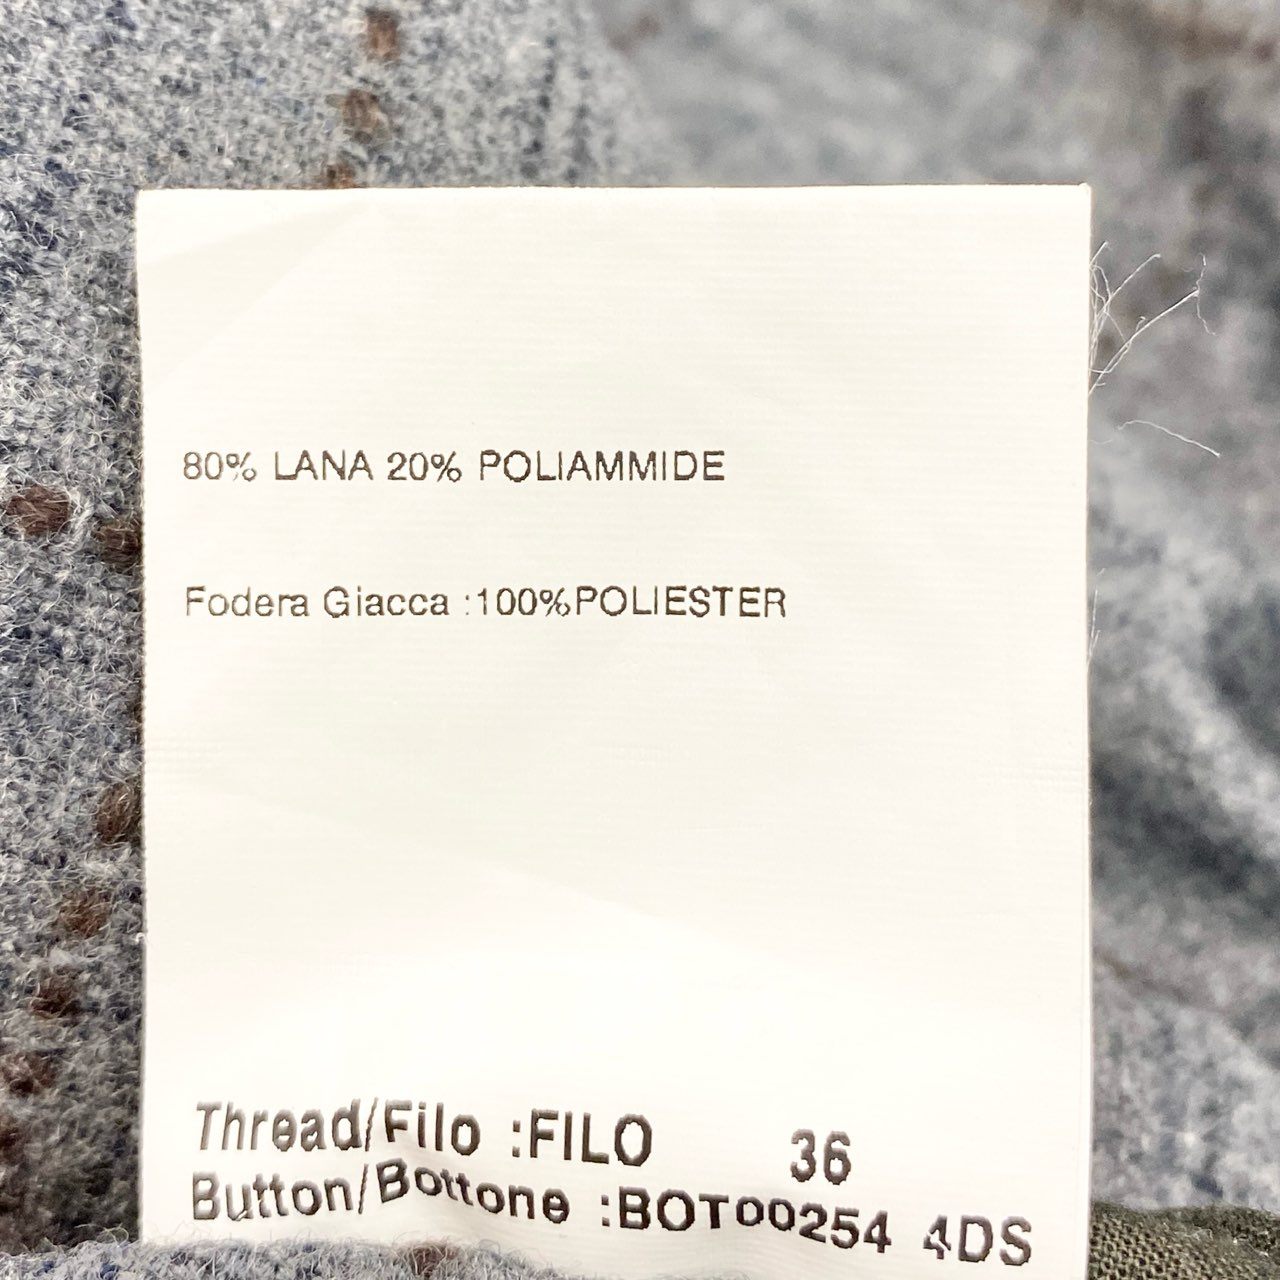 80% LANA 20% POLIAMMIDE
Fodera Giacca :100%POLIESTER
Thread/Filo :FILO 36
Button/Bottone :BOT00254 4DS